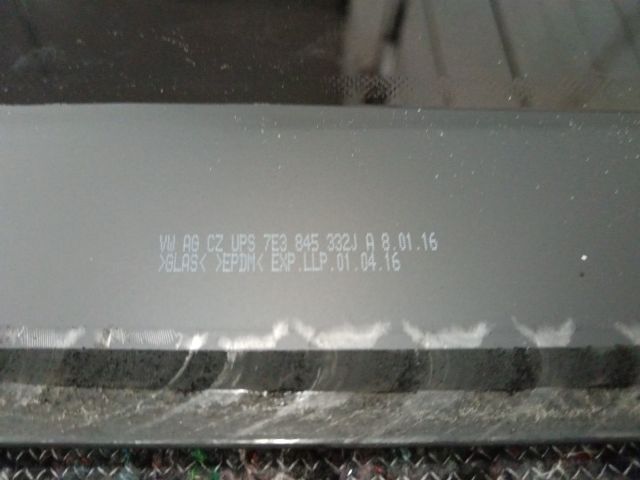 VW AG CZ UPS 7E3 845 332J A 8.01.16
>GLAS< >EPDM< EXP.LLP.01.04.16